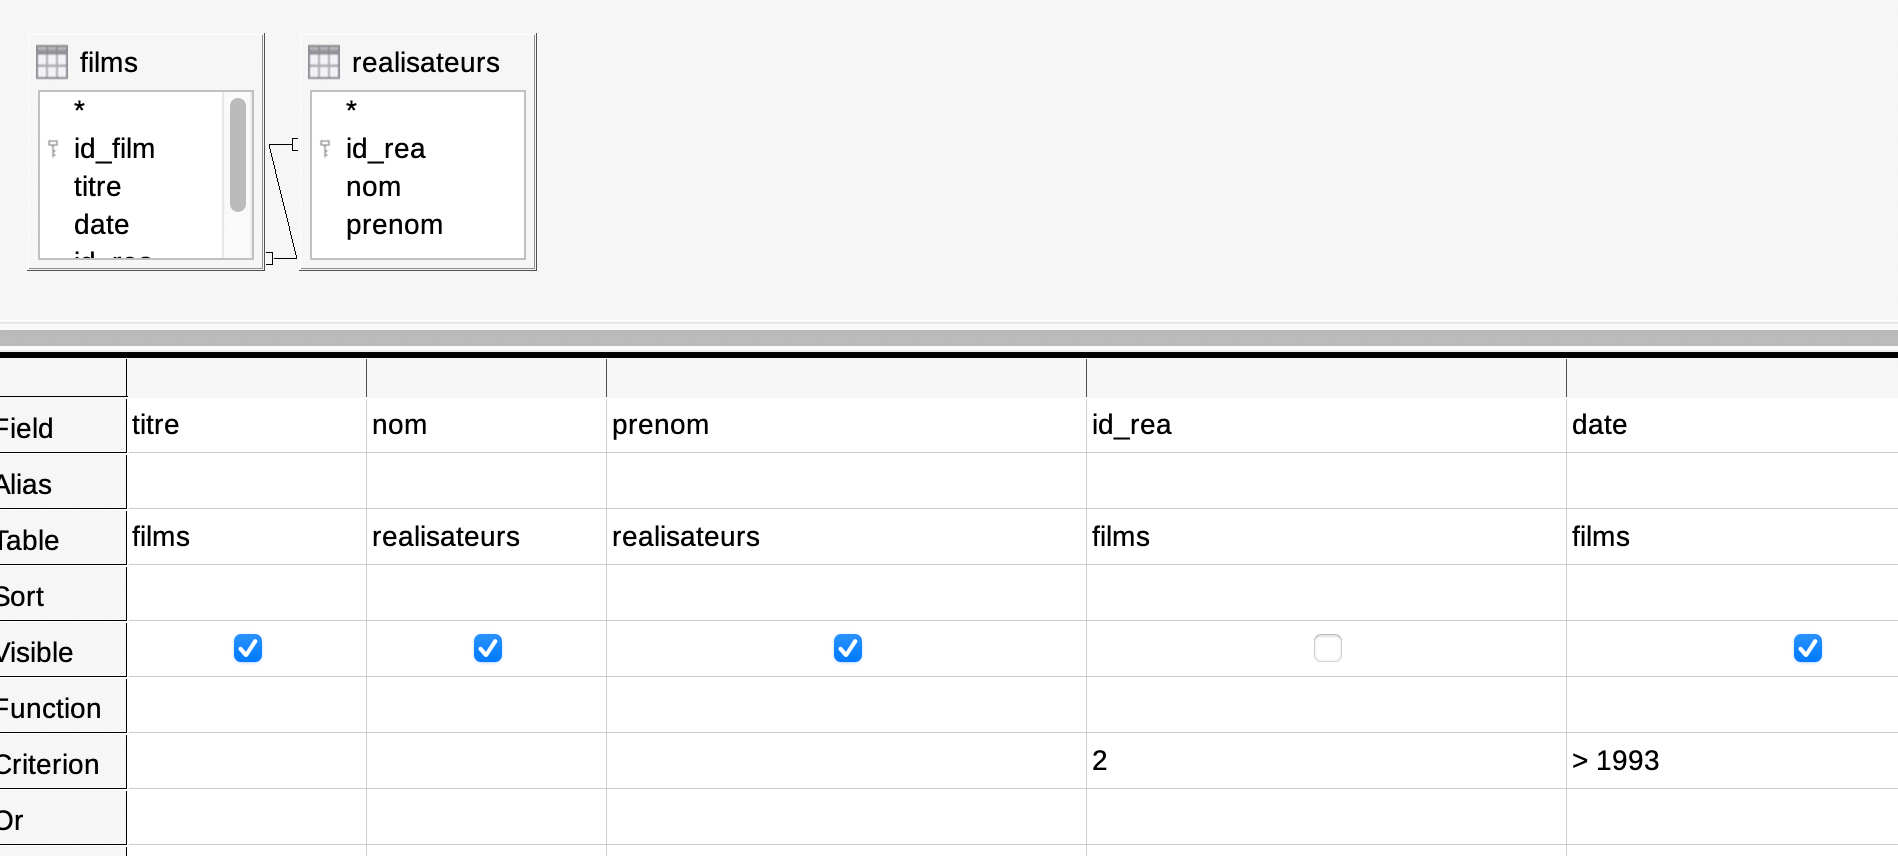 films realisateurs
* *
id_film id_rea
titre nom
date prenom
Field titre nom prenom id_rea date
Alias
Table films realisateurs realisateurs films films
Sort
Visible
Function
Criterion 2 > 1993
Or